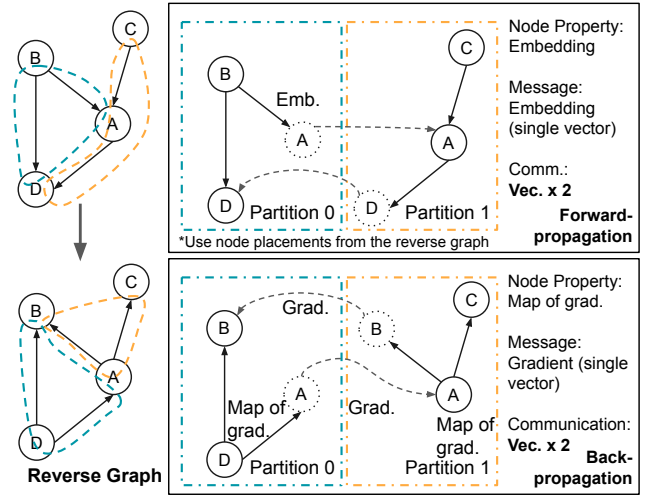 C
B
A
D
B
Emb.
A
D
Partition 0
C
A
D
Partition 1
*Use node placements from the reverse graph
Node Property:
Embedding
Message:
Embedding
(single vector)
Comm.:
Vec. x 2
Forward-
propagation
C
B
A
D
Reverse Graph
B
Grad.
A
Map of
grad.
D
Partition 0
C
B
A
Grad.
Map of
grad.
Partition 1
Node Property:
Map of grad.
Message:
Gradient (single
vector)
Communication:
Vec. x 2
Back-
propagation